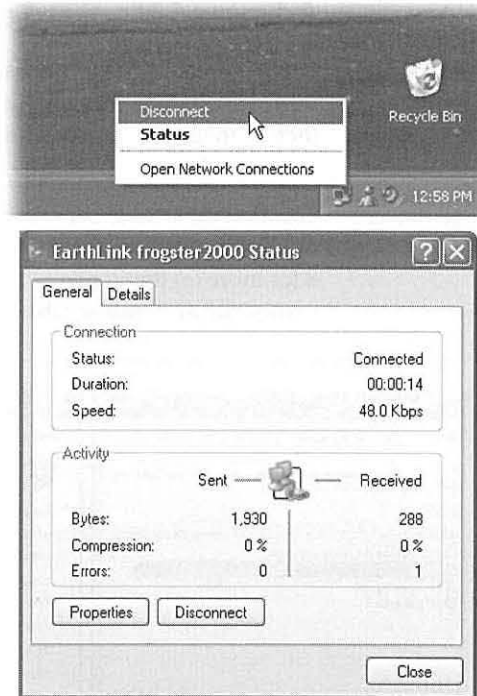 Disconnect
Status
Open Network Connections
Recycle Bin
12:58 PM
EarthLink frogster2000 Status
General Details
Connection
Status: Connected
Duration: 00:00:14
Speed: 48.0 Kbps
Activity
Sent Received
Bytes: 1,930 288
Compression: 0 % 0 %
Errors: 0 1
Properties Disconnect
Close